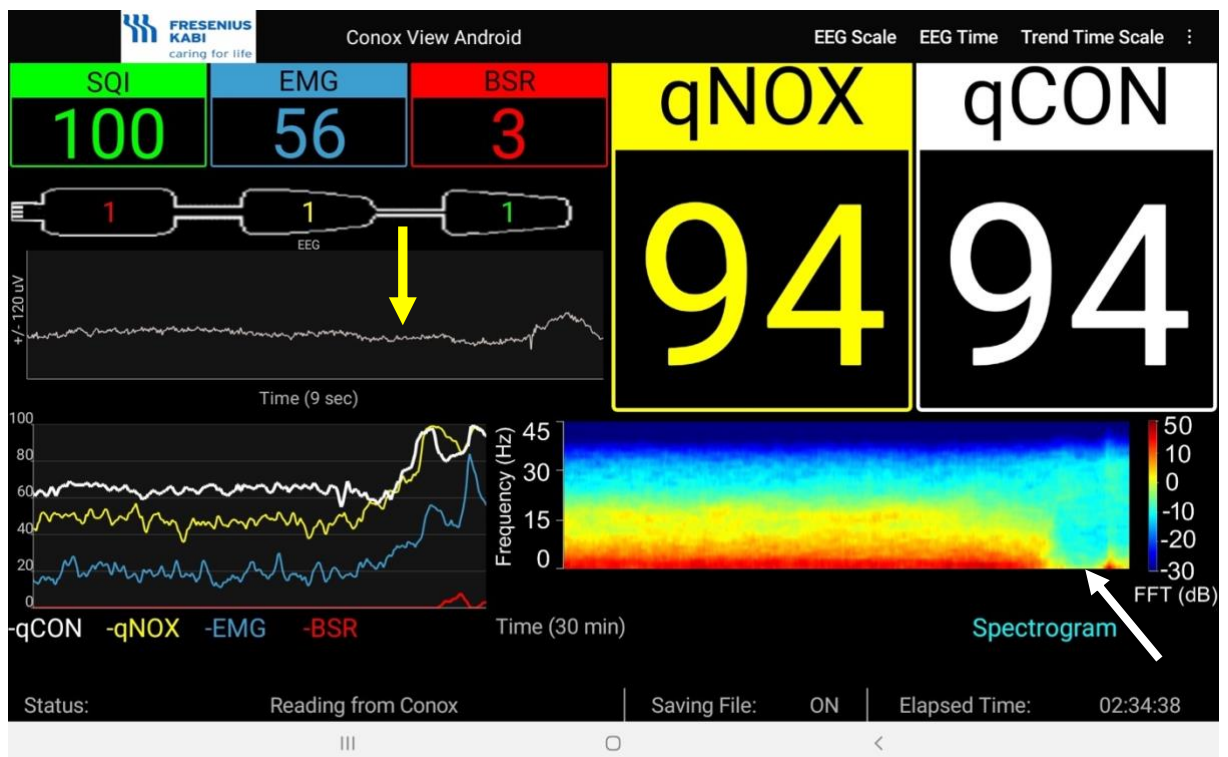 FRESENIUS
KABI
caring for life
Conox View Android
EEG Scale EEG Time Trend Time Scale
SQI EMG BSR qNOX qCON
100 56 3 94 94
1 1 1
EEG
+/- 120 uV
Time (9 sec)
100
80
60
40
20
0
-qCON -qNOX -EMG -BSR
Frequency (Hz)
45
30
15
0
50
10
0
-10
-20
-30
FFT (dB)
Time (30 min)
Spectrogram
Status: Reading from Conox Saving File: ON Elapsed Time: 02:34:38